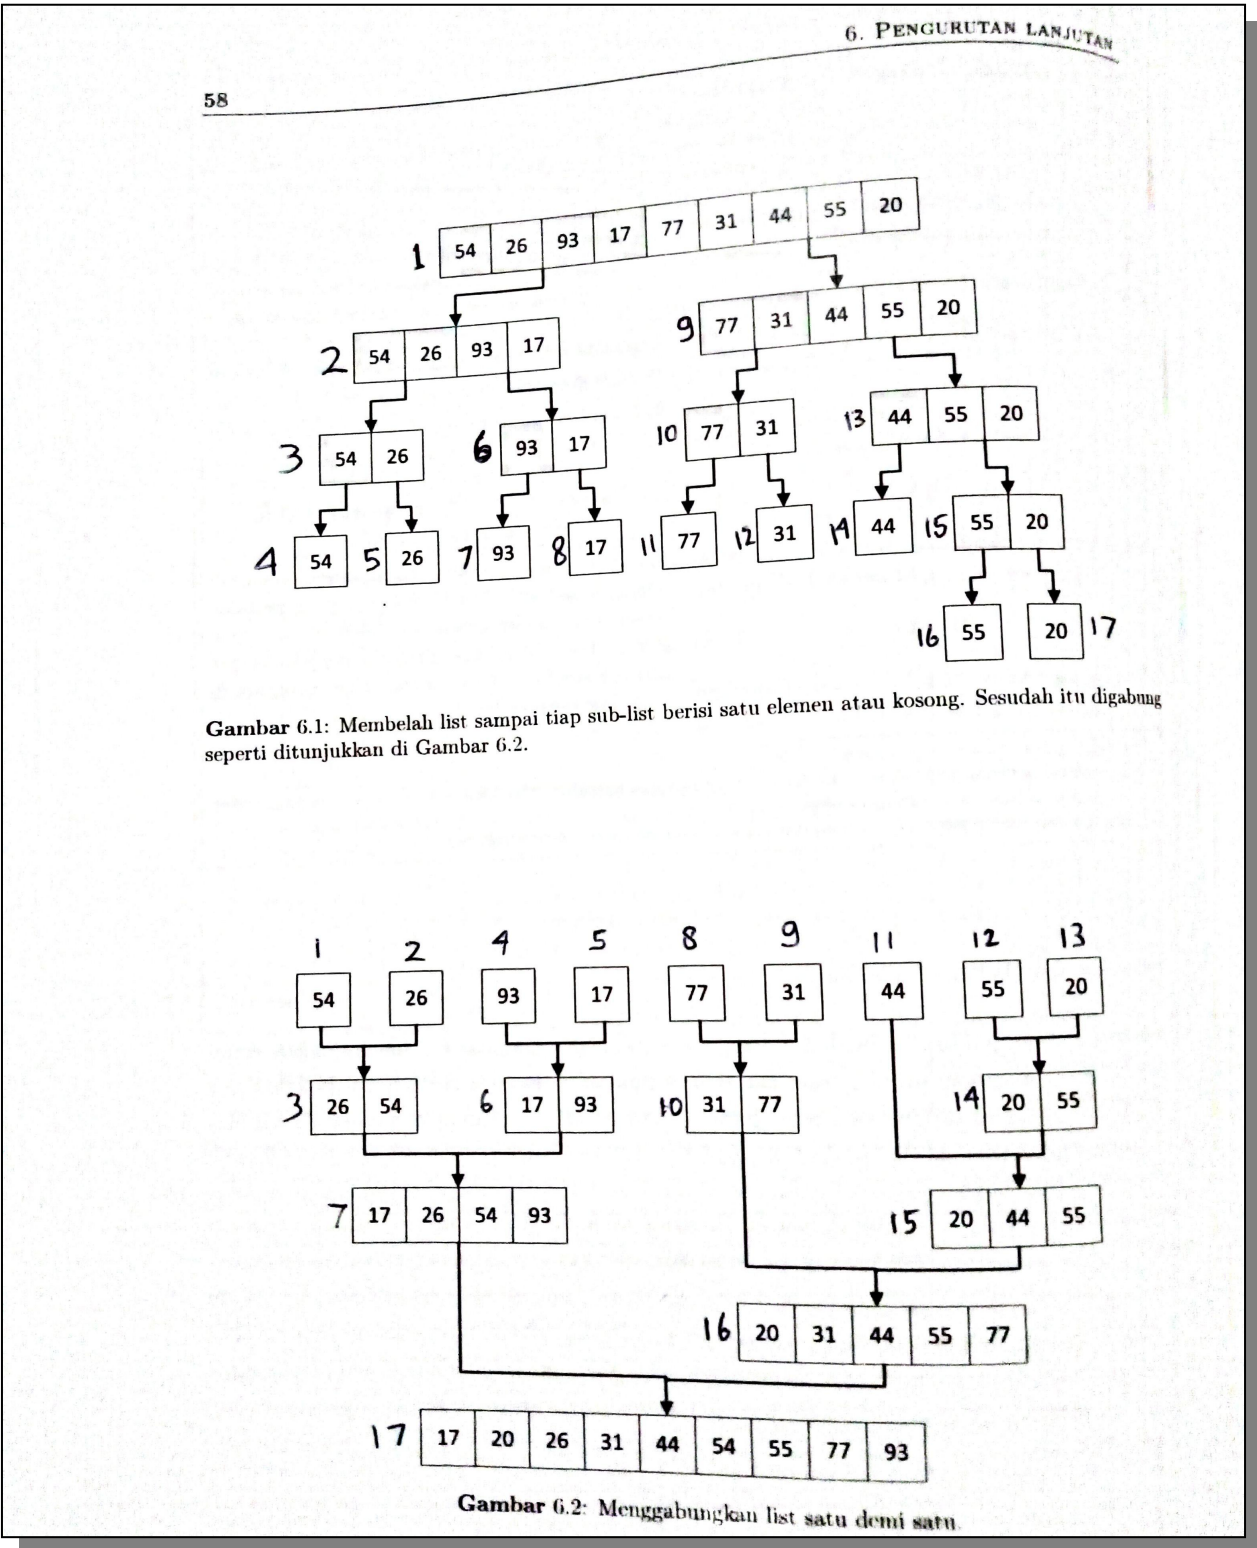 6. PENGURUTAN LANJUTAN
58
1 54 26 93 17 77 31 44 55 20
2 54 26 93 17
9 77 31 44 55 20
3 54 26
6 93 17
10 77 31
13 44 55 20
4 54 5 26 7 93 8 17 11 77 12 31 14 44 15 55 20
16 55 20 17
Gambar 6.1: Membelah list sampai tiap sub-list berisi satu elemen atau kosong. Sesudah itu digabung
seperti ditunjukkan di Gambar 6.2.
1 2 4 5 8 9 11 12 13
54 26 93 17 77 31 44 55 20
3 26 54 6 17 93 10 31 77 14 20 55
7 17 26 54 93 15 20 44 55
16 20 31 44 55 77
17 17 20 26 31 44 54 55 77 93
Gambar 6.2: Menggabungkan list satu demi satu.